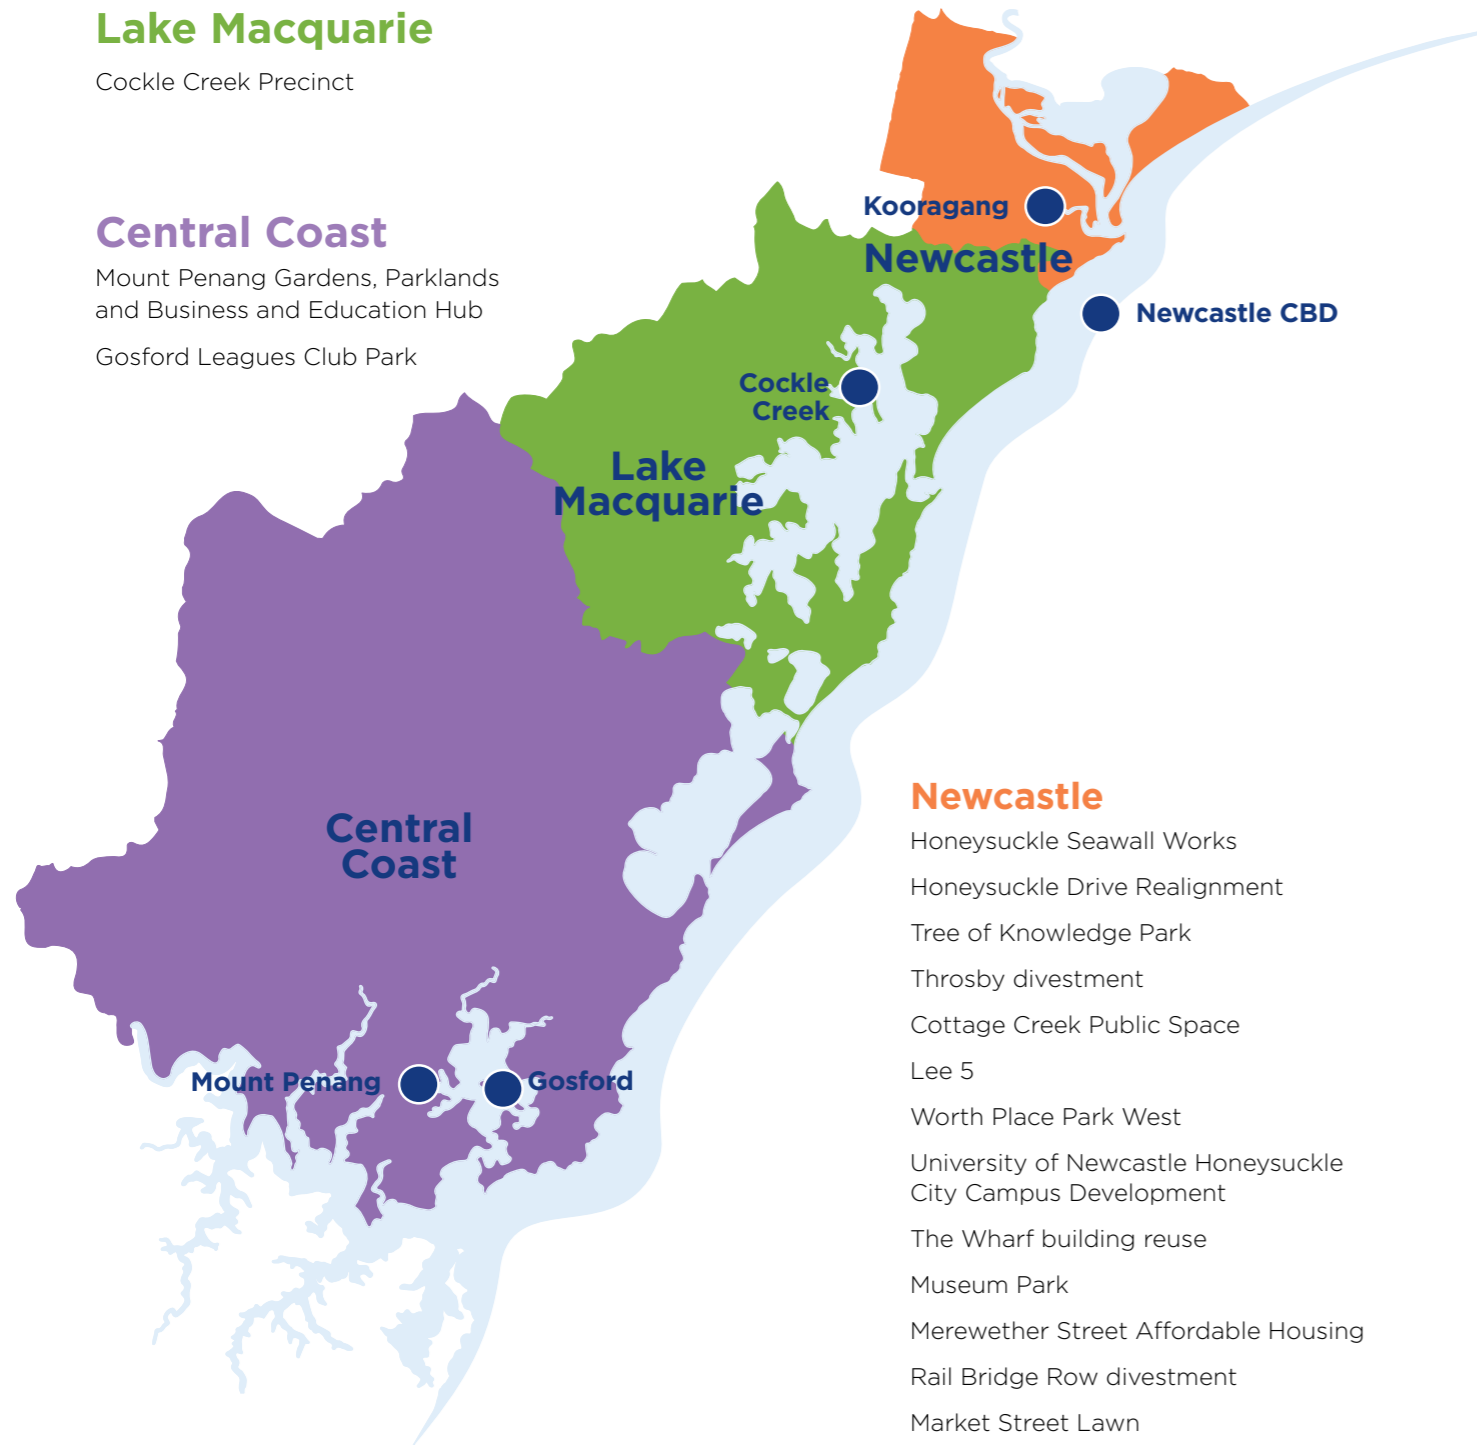 Lake Macquarie
Cockle Creek Precinct
Central Coast
Mount Penang Gardens, Parklands
and Business and Education Hub
Gosford Leagues Club Park
Kooragang
Newcastle
Newcastle CBD
Cockle
Creek
Lake
Macquarie
Central
Coast
Mount Penang
Gosford
Newcastle
Honeysuckle Seawall Works
Honeysuckle Drive Realignment
Tree of Knowledge Park
Throsby divestment
Cottage Creek Public Space
Lee 5
Worth Place Park West
University of Newcastle Honeysuckle
City Campus Development
The Wharf building reuse
Museum Park
Merewether Street Affordable Housing
Rail Bridge Row divestment
Market Street Lawn